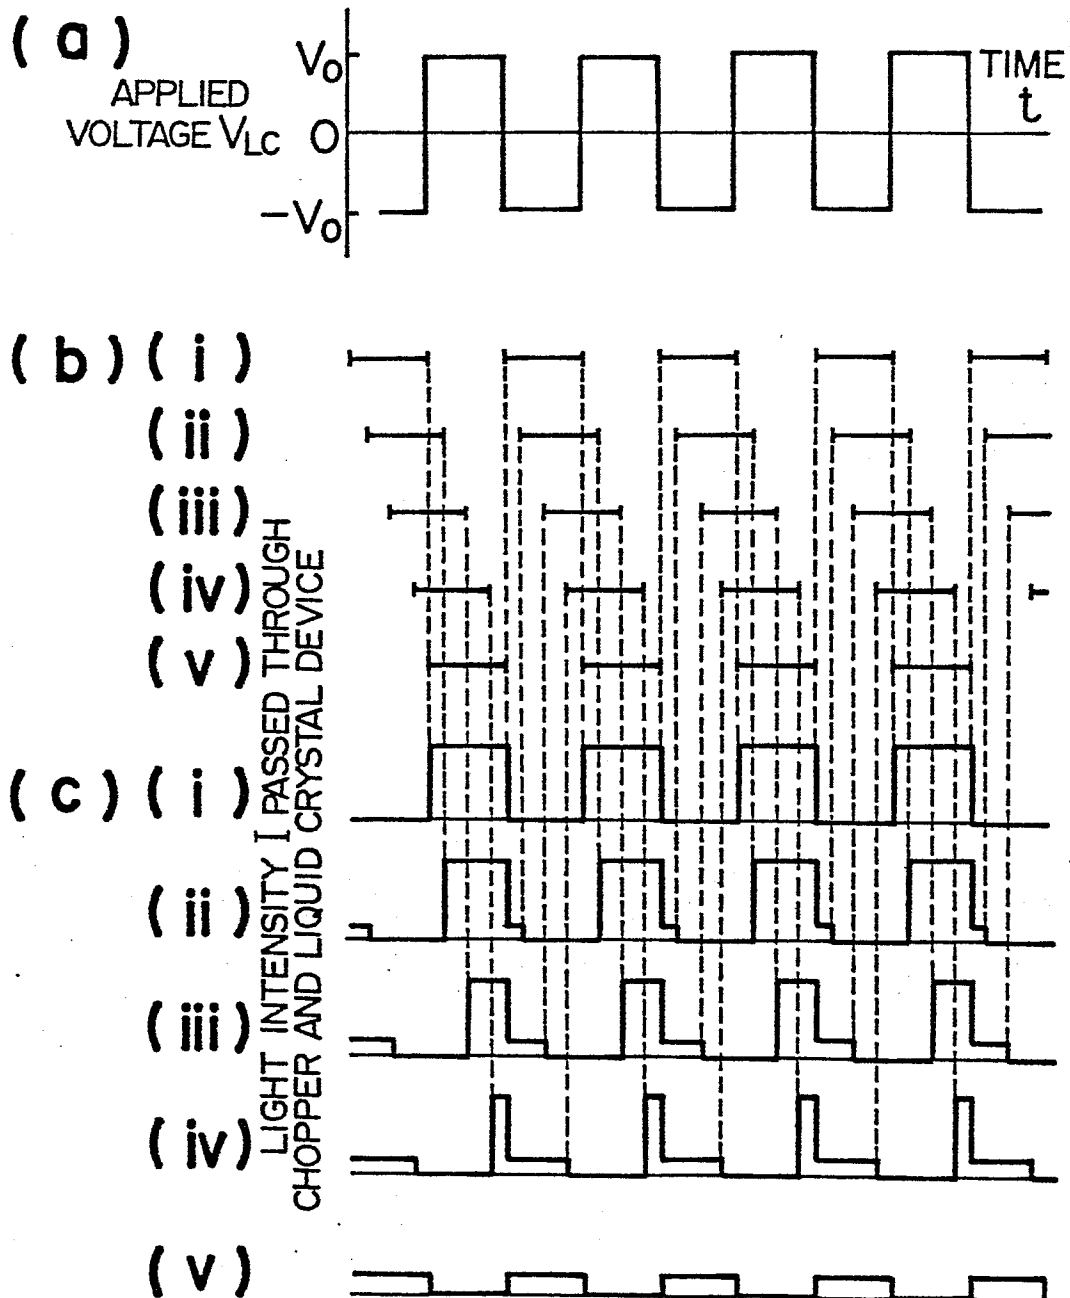 (a)
APPLIED
VOLTAGE VLC
V0
0
-V0
TIME
t
(b) (i)
(ii)
(iii)
(iv)
(v)
LIGHT INTENSITY I PASSED THROUGH
CHOPPER AND LIQUID CRYSTAL DEVICE
(c) (i)
(ii)
(iii)
(iv)
(v)